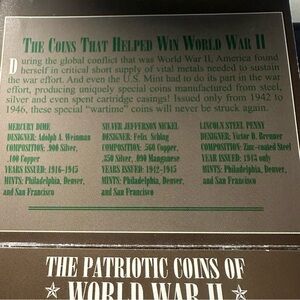 THE COINS THAT HELPED WIN WORLD WAR II
During the global conflict that was World War II, America found
herself in critical short supply of vital metals needed to sustain
the war effort. And even the U.S. Mint had to do its part in the war
effort, producing uniquely special coins manufactured from steel,
silver and even spent cartridge casings! Issued only from 1942 to
1946, these special "wartime" coins will never be struck again.
MERCURY DIME
DESIGNER: Adolph A. Weinman
COMPOSITION: .900 Silver,
.100 Copper
YEARS ISSUED: 1916-1945
MINTS: Philadelphia, Denver,
and San Francisco
SILVER JEFFERSON NICKEL
DESIGNER: Felix Schlag
COMPOSITION: .560 Copper,
.350 Silver, .090 Manganese
YEARS ISSUED: 1942-1945
MINTS: Philadelphia, Denver,
and San Francisco
LINCOLN STEEL PENNY
DESIGNER: Victor D. Brenner
COMPOSITION: Zinc-coated Steel
YEAR ISSUED: 1943 only
MINTS: Philadelphia, Denver,
and San Francisco
THE PATRIOTIC COINS OF
WORLD WAR II